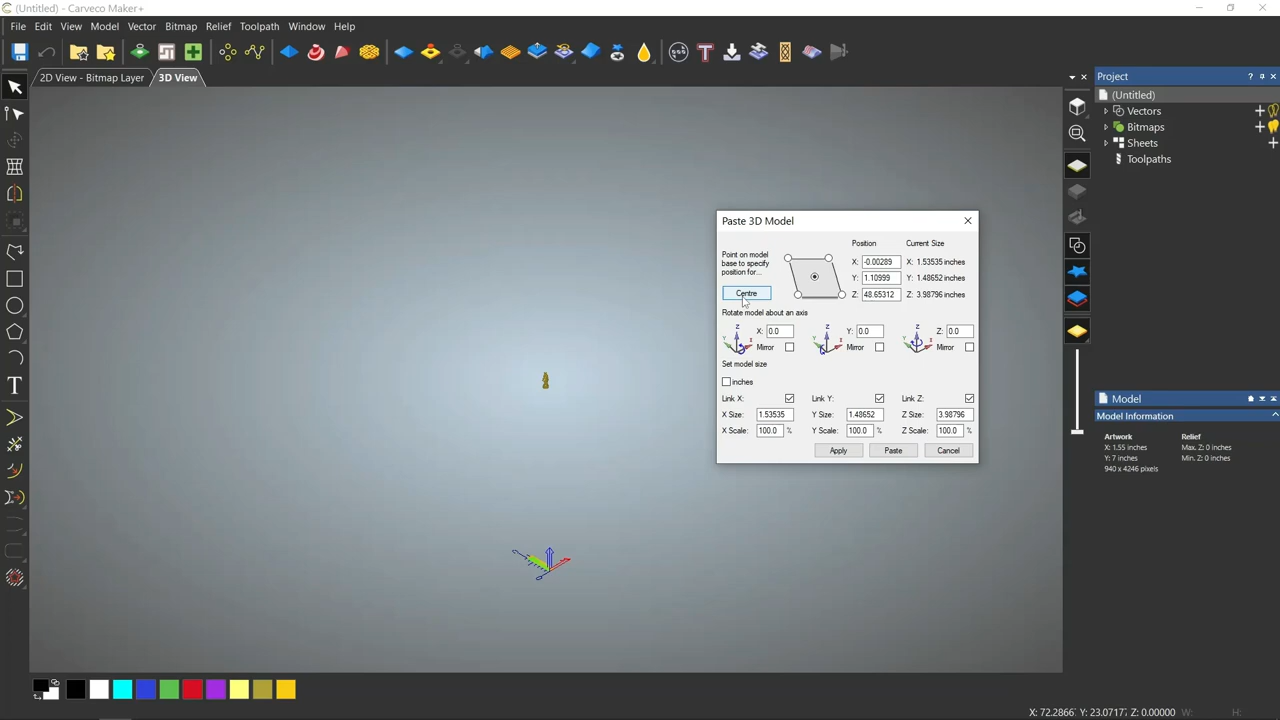 (Untitled) - Carveco Maker+
File Edit View Model Vector Bitmap Relief Toolpath Window Help
2D View - Bitmap Layer 3D View
Project
(Untitled)
Vectors
Bitmaps
Sheets
Toolpaths
Paste 3D Model
Point on model
base to specify
position for...
Centre
Position Current Size
X: -0.00289 X: 1.53535 inches
Y: 1.10999 Y: 1.48652 inches
Z: 48.65312 Z: 3.98796 inches
Rotate model about an axis
X: 0.0 Y: 0.0 Z: 0.0
Mirror Mirror Mirror
Set model size
inches
Link X: Link Y: Link Z:
X Size: 1.53535 Y Size: 1.48652 Z Size: 3.98796
X Scale: 100.0 % Y Scale: 100.0 % Z Scale: 100.0 %
Apply Paste Cancel
Model
Model Information
Artwork Relief
X: 1.55 inches Max. Z: 0 inches
Y: 7 inches Min. Z: 0 inches
940 x 4246 pixels
W: H: